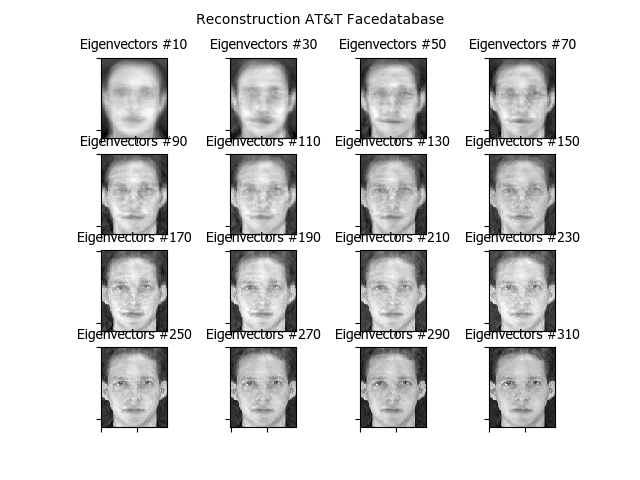 Reconstruction AT&T Facedatabase
Eigenvectors #10 Eigenvectors #30 Eigenvectors #50 Eigenvectors #70
Eigenvectors #90 Eigenvectors #110 Eigenvectors #130 Eigenvectors #150
Eigenvectors #170 Eigenvectors #190 Eigenvectors #210 Eigenvectors #230
Eigenvectors #250 Eigenvectors #270 Eigenvectors #290 Eigenvectors #310